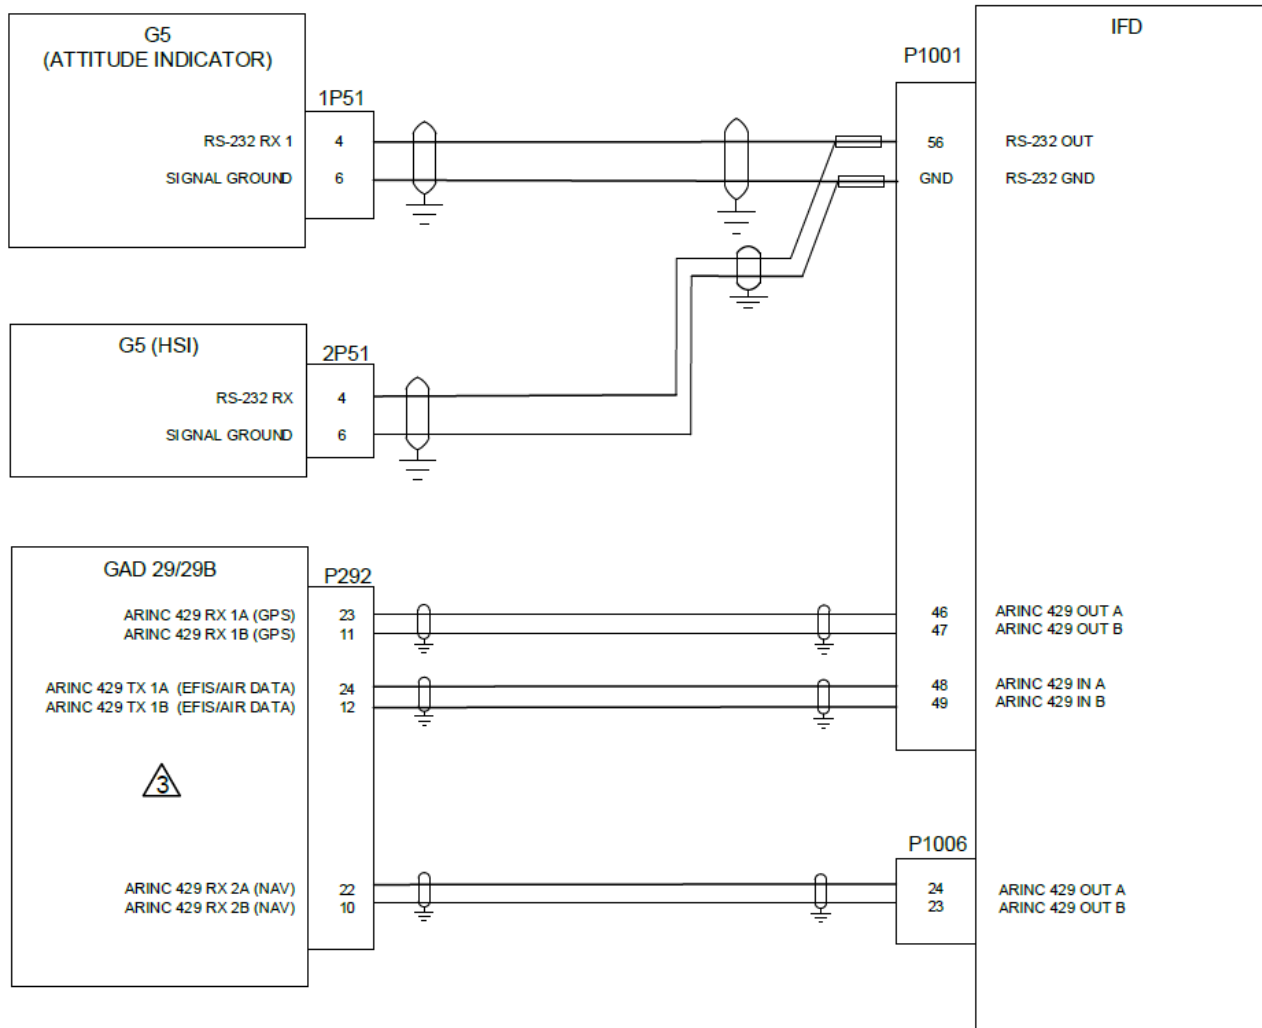 G5
(ATTITUDE INDICATOR)
1P51
RS-232 RX 1
4
SIGNAL GROUND
6
IFD
P1001
56
RS-232 OUT
GND
RS-232 GND
G5 (HSI)
2P51
RS-232 RX
4
SIGNAL GROUND
6
GAD 29/29B
P292
ARINC 429 RX 1A (GPS)
23
ARINC 429 RX 1B (GPS)
11
46
ARINC 429 OUT A
47
ARINC 429 OUT B
ARINC 429 TX 1A (EFIS/AIR DATA)
24
ARINC 429 TX 1B (EFIS/AIR DATA)
12
48
ARINC 429 IN A
49
ARINC 429 IN B
3
P1006
ARINC 429 RX 2A (NAV)
22
ARINC 429 RX 2B (NAV)
10
24
ARINC 429 OUT A
23
ARINC 429 OUT B